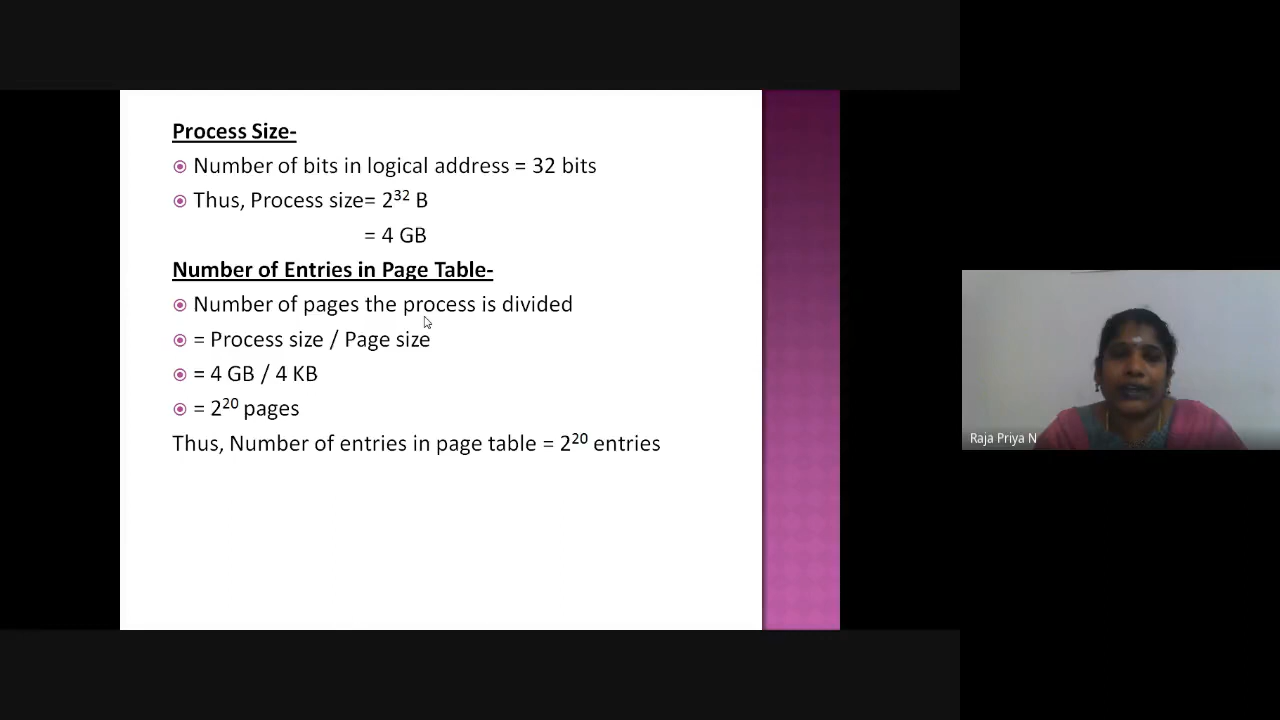 Process Size-
Number of bits in logical address = 32 bits
Thus, Process size= 2³² B
= 4 GB
Number of Entries in Page Table-
Number of pages the process is divided
= Process size / Page size
= 4 GB / 4 KB
= 2²⁰ pages
Thus, Number of entries in page table = 2²⁰ entries
Raja Priya N